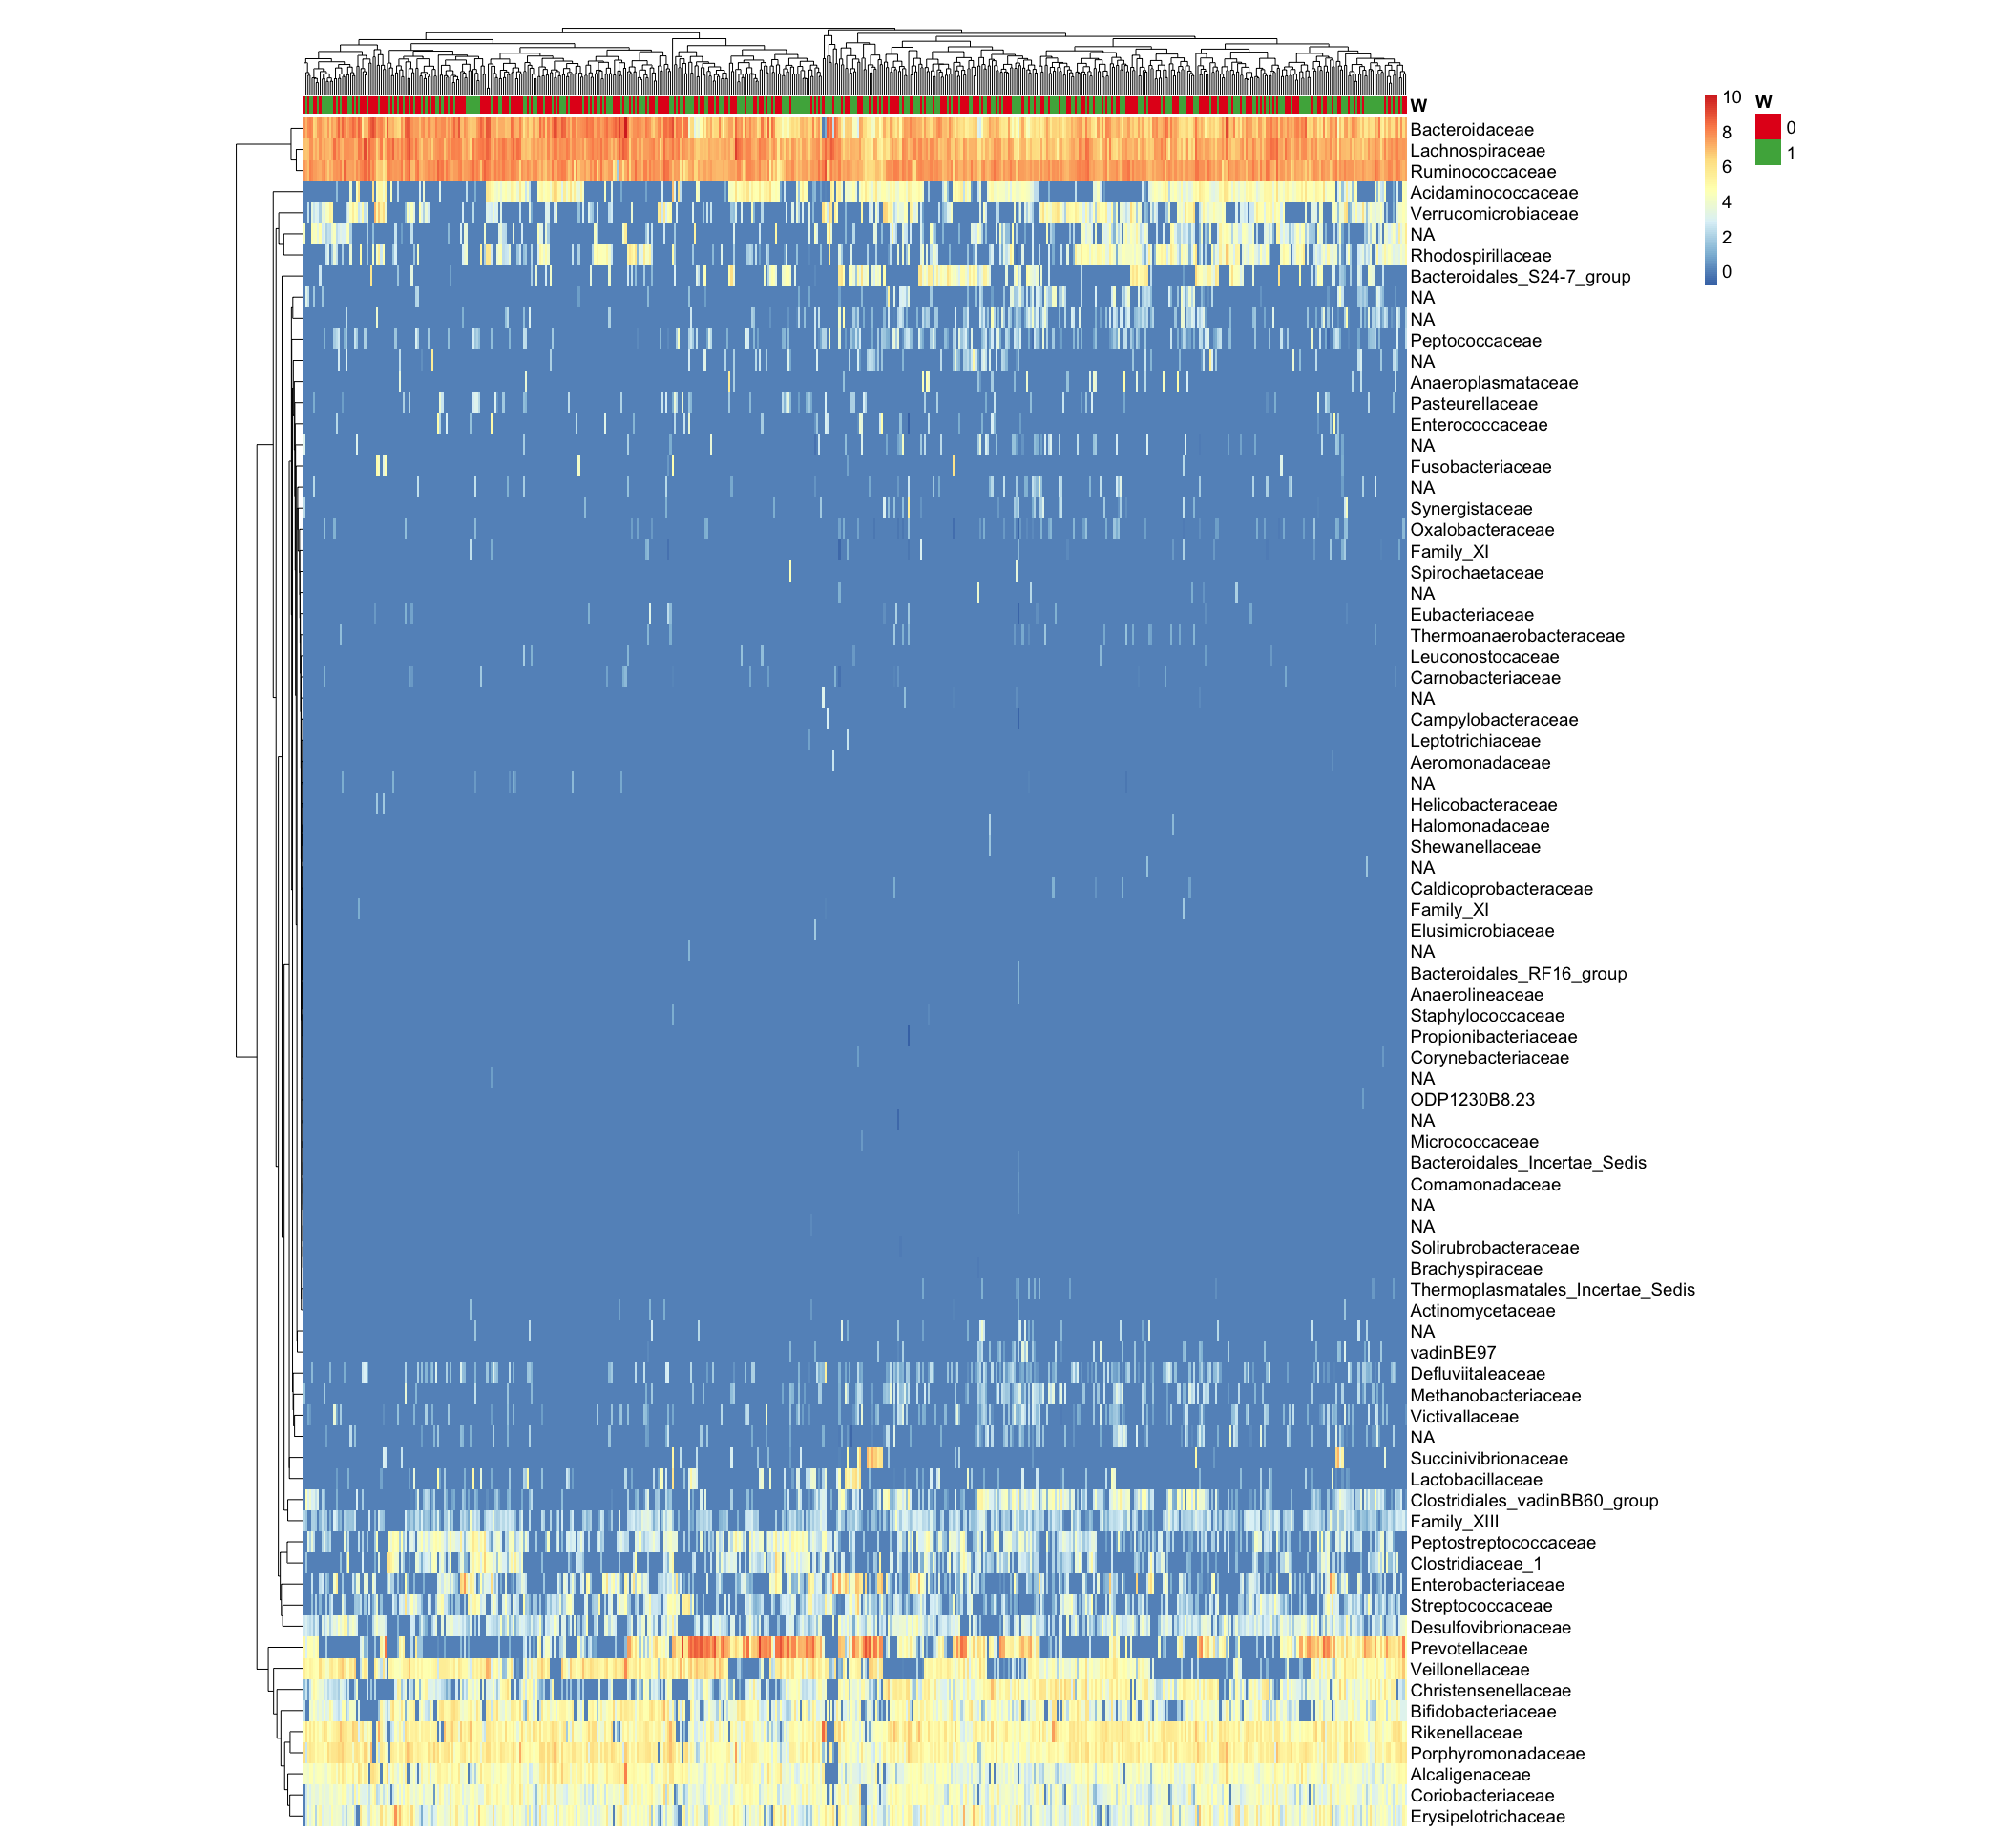 W
Bacteroidaceae
Lachnospiraceae
Ruminococcaceae
Acidaminococcaceae
Verrucomicrobiaceae
NA
Rhodospirillaceae
Bacteroidales_S24-7_group
NA
NA
Peptococcaceae
NA
Anaeroplasmataceae
Pasteurellaceae
Enterococcaceae
NA
Fusobacteriaceae
NA
Synergistaceae
Oxalobacteraceae
Family_XI
Spirochaetaceae
NA
Eubacteriaceae
Thermoanaerobacteraceae
Leuconostocaceae
Carnobacteriaceae
NA
Campylobacteraceae
Leptotrichiaceae
Aeromonadaceae
NA
Helicobacteraceae
Halomonadaceae
Shewanellaceae
NA
Caldicoprobacteraceae
Family_XI
Elusimicrobiaceae
NA
Bacteroidales_RF16_group
Anaerolineaceae
Staphylococcaceae
Propionibacteriaceae
Corynebacteriaceae
NA
ODP1230B8.23
NA
Micrococcaceae
Bacteroidales_Incertae_Sedis
Comamonadaceae
NA
NA
Solirubrobacteraceae
Brachyspiraceae
Thermoplasmatales_Incertae_Sedis
Actinomycetaceae
NA
vadinBE97
Defluviitaleaceae
Methanobacteriaceae
Victivallaceae
NA
Succinivibrionaceae
Lactobacillaceae
Clostridiales_vadinBB60_group
Family_XIII
Peptostreptococcaceae
Clostridiaceae_1
Enterobacteriaceae
Streptococcaceae
Desulfovibrionaceae
Prevotellaceae
Veillonellaceae
Christensenellaceae
Bifidobacteriaceae
Rikenellaceae
Porphyromonadaceae
Alcaligenaceae
Coriobacteriaceae
Erysipelotrichaceae
10
8
6
4
2
0
W
0
1